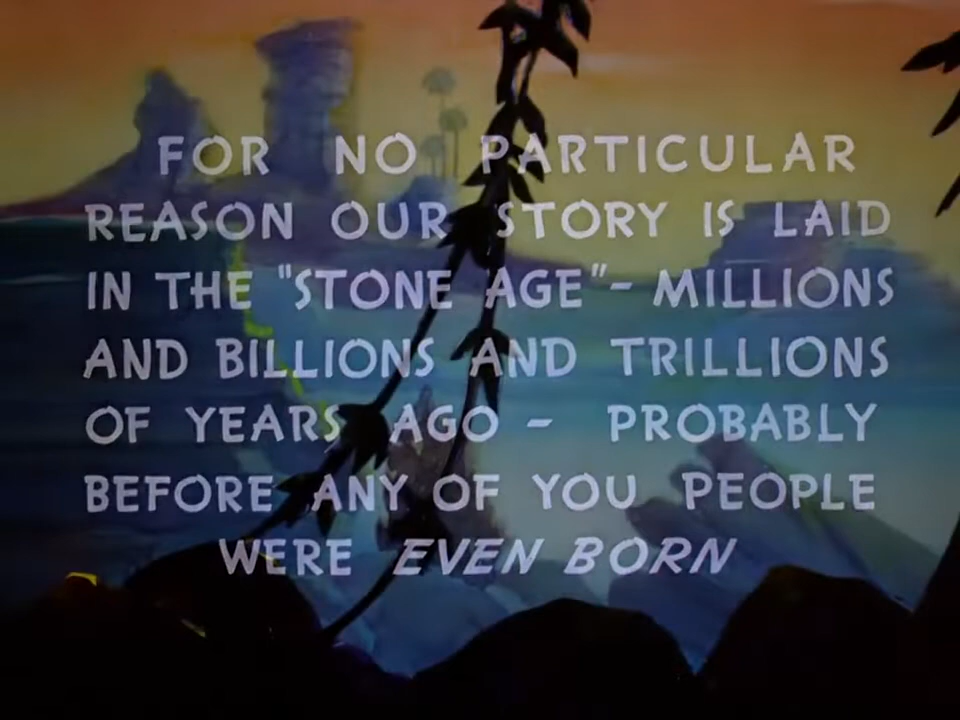 FOR NO PARTICULAR
REASON OUR STORY IS LAID
IN THE "STONE AGE" - MILLIONS
AND BILLIONS AND TRILLIONS
OF YEARS AGO - PROBABLY
BEFORE ANY OF YOU PEOPLE
WERE EVEN BORN